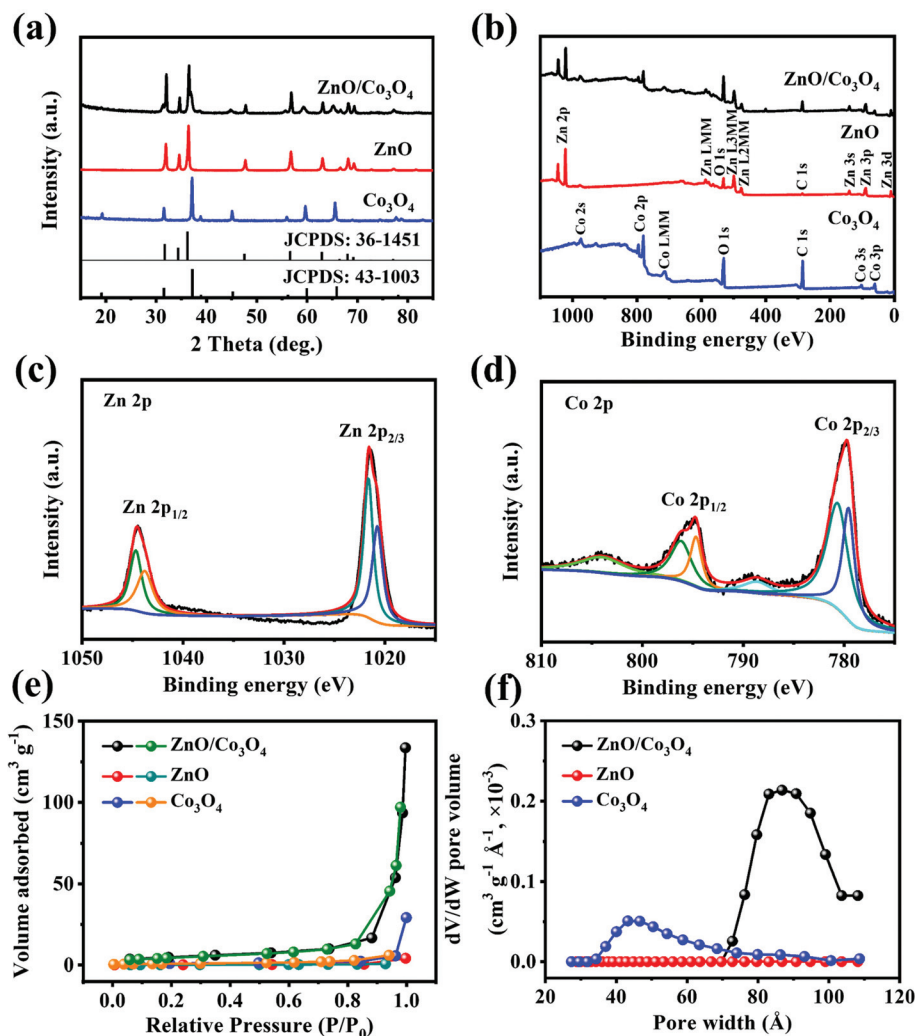 (a)
Intensity (a.u.)
ZnO/Co₃O₄
ZnO
Co₃O₄
JCPDS: 36-1451
JCPDS: 43-1003
20 30 40 50 60 70 80
2 Theta (deg.)
(b)
Intensity (a.u.)
ZnO/Co₃O₄
ZnO
Zn 2p
Zn LMM
O 1s
Zn L3MM
Zn L2MM
C 1s
Zn 3s
Zn 3p
Zn 3d
Co₃O₄
Co 2s
Co 2p
Co LMM
O 1s
C 1s
Co 3s
Co 3p
1000 800 600 400 200 0
Binding energy (eV)
(c)
Intensity (a.u.)
Zn 2p
Zn 2p₂/₃
Zn 2p₁/₂
1050 1040 1030 1020
Binding energy (eV)
(d)
Intensity (a.u.)
Co 2p
Co 2p₂/₃
Co 2p₁/₂
810 800 790 780
Binding energy (eV)
(e)
Volume adsorbed (cm³ g⁻¹)
150
100
50
0
ZnO/Co₃O₄
ZnO
Co₃O₄
0.0 0.2 0.4 0.6 0.8 1.0
Relative Pressure (P/P₀)
(f)
dV/dW pore volume
(cm³ g⁻¹ Å⁻¹, ×10⁻³)
0.3
0.2
0.1
0.0
ZnO/Co₃O₄
ZnO
Co₃O₄
20 40 60 80 100 120
Pore width (Å)